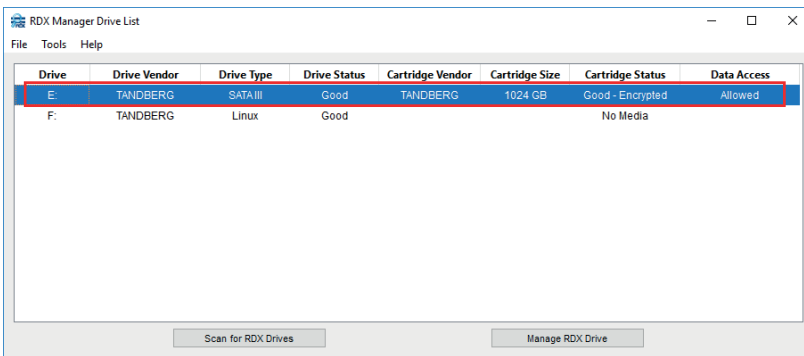 RDX Manager Drive List
File Tools Help
Drive Drive Vendor Drive Type Drive Status Cartridge Vendor Cartridge Size Cartridge Status Data Access
E: TANDBERG SATAIII Good TANDBERG 1024 GB Good - Encrypted Allowed
F: TANDBERG Linux Good No Media
Scan for RDX Drives Manage RDX Drive